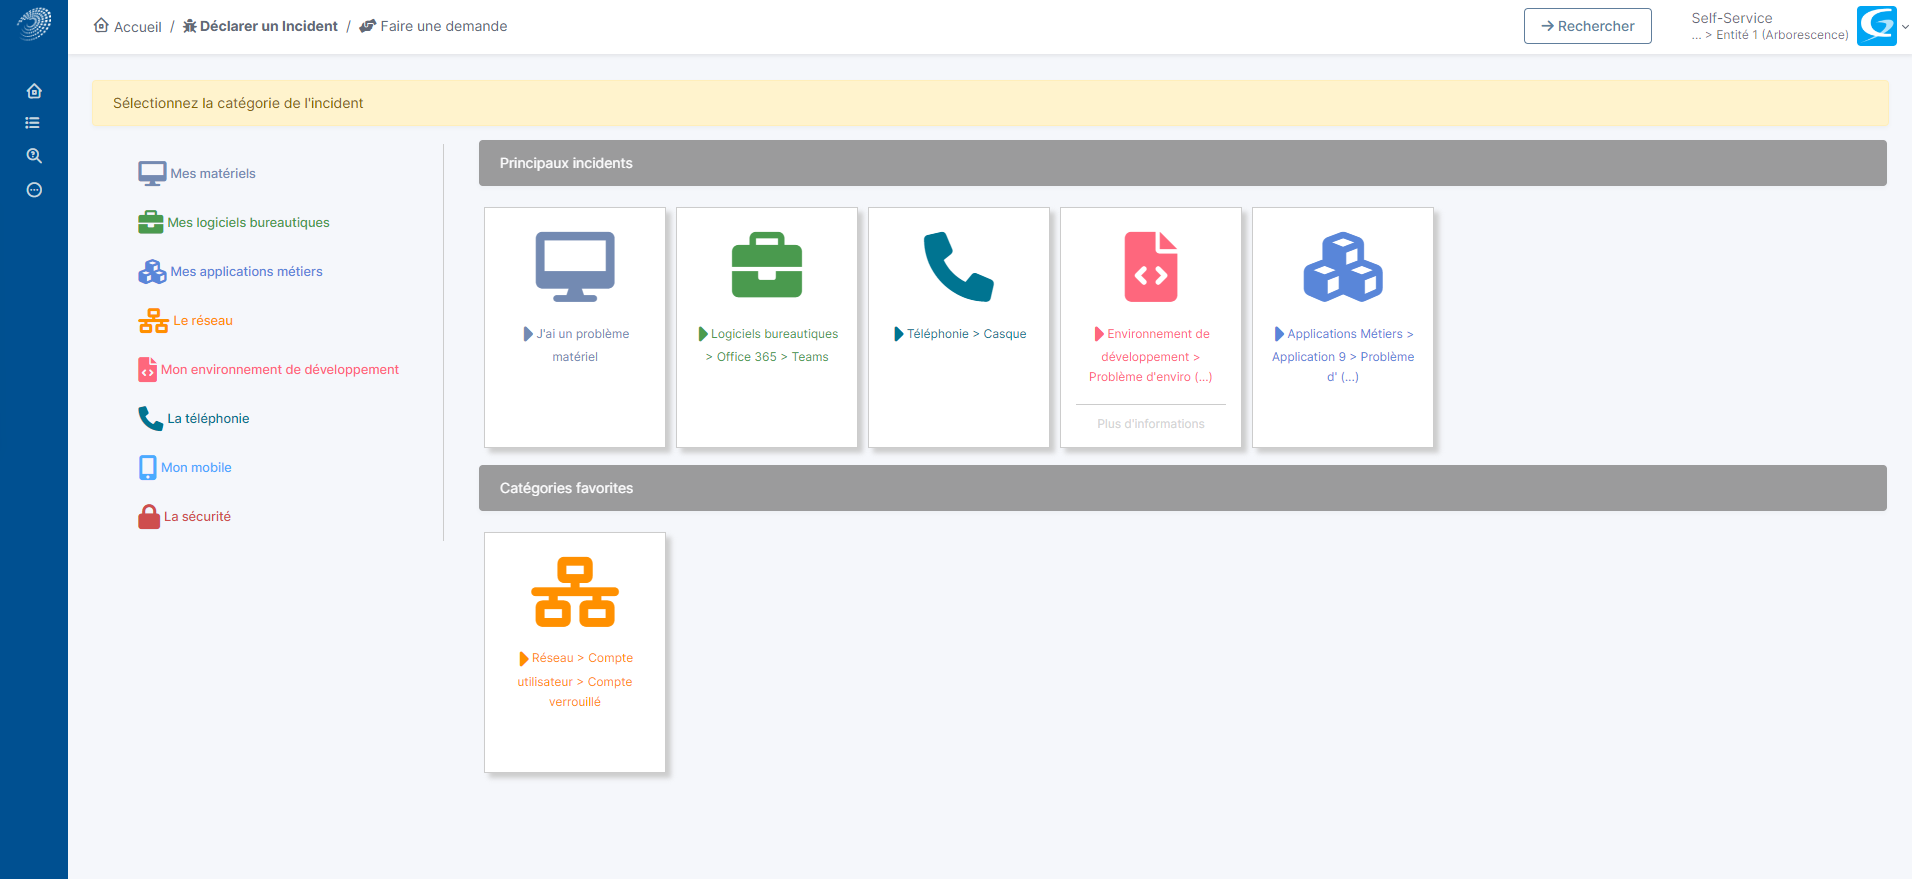 Accueil / Déclarer un Incident / Faire une demande
Rechercher
Self-Service
... > Entité 1 (Arborescence)
Sélectionnez la catégorie de l'incident
Mes matériels
Mes logiciels bureautiques
Mes applications métiers
Le réseau
Mon environnement de développement
La téléphonie
Mon mobile
La sécurité
Principaux incidents
J'ai un problème
matériel
Logiciels bureautiques
> Office 365 > Teams
Téléphonie > Casque
Environnement de
développement >
Problème d'enviro (...)
Plus d'informations
Applications Métiers >
Application 9 > Problème
d' (...)
Catégories favorites
Réseau > Compte
utilisateur > Compte
verrouillé